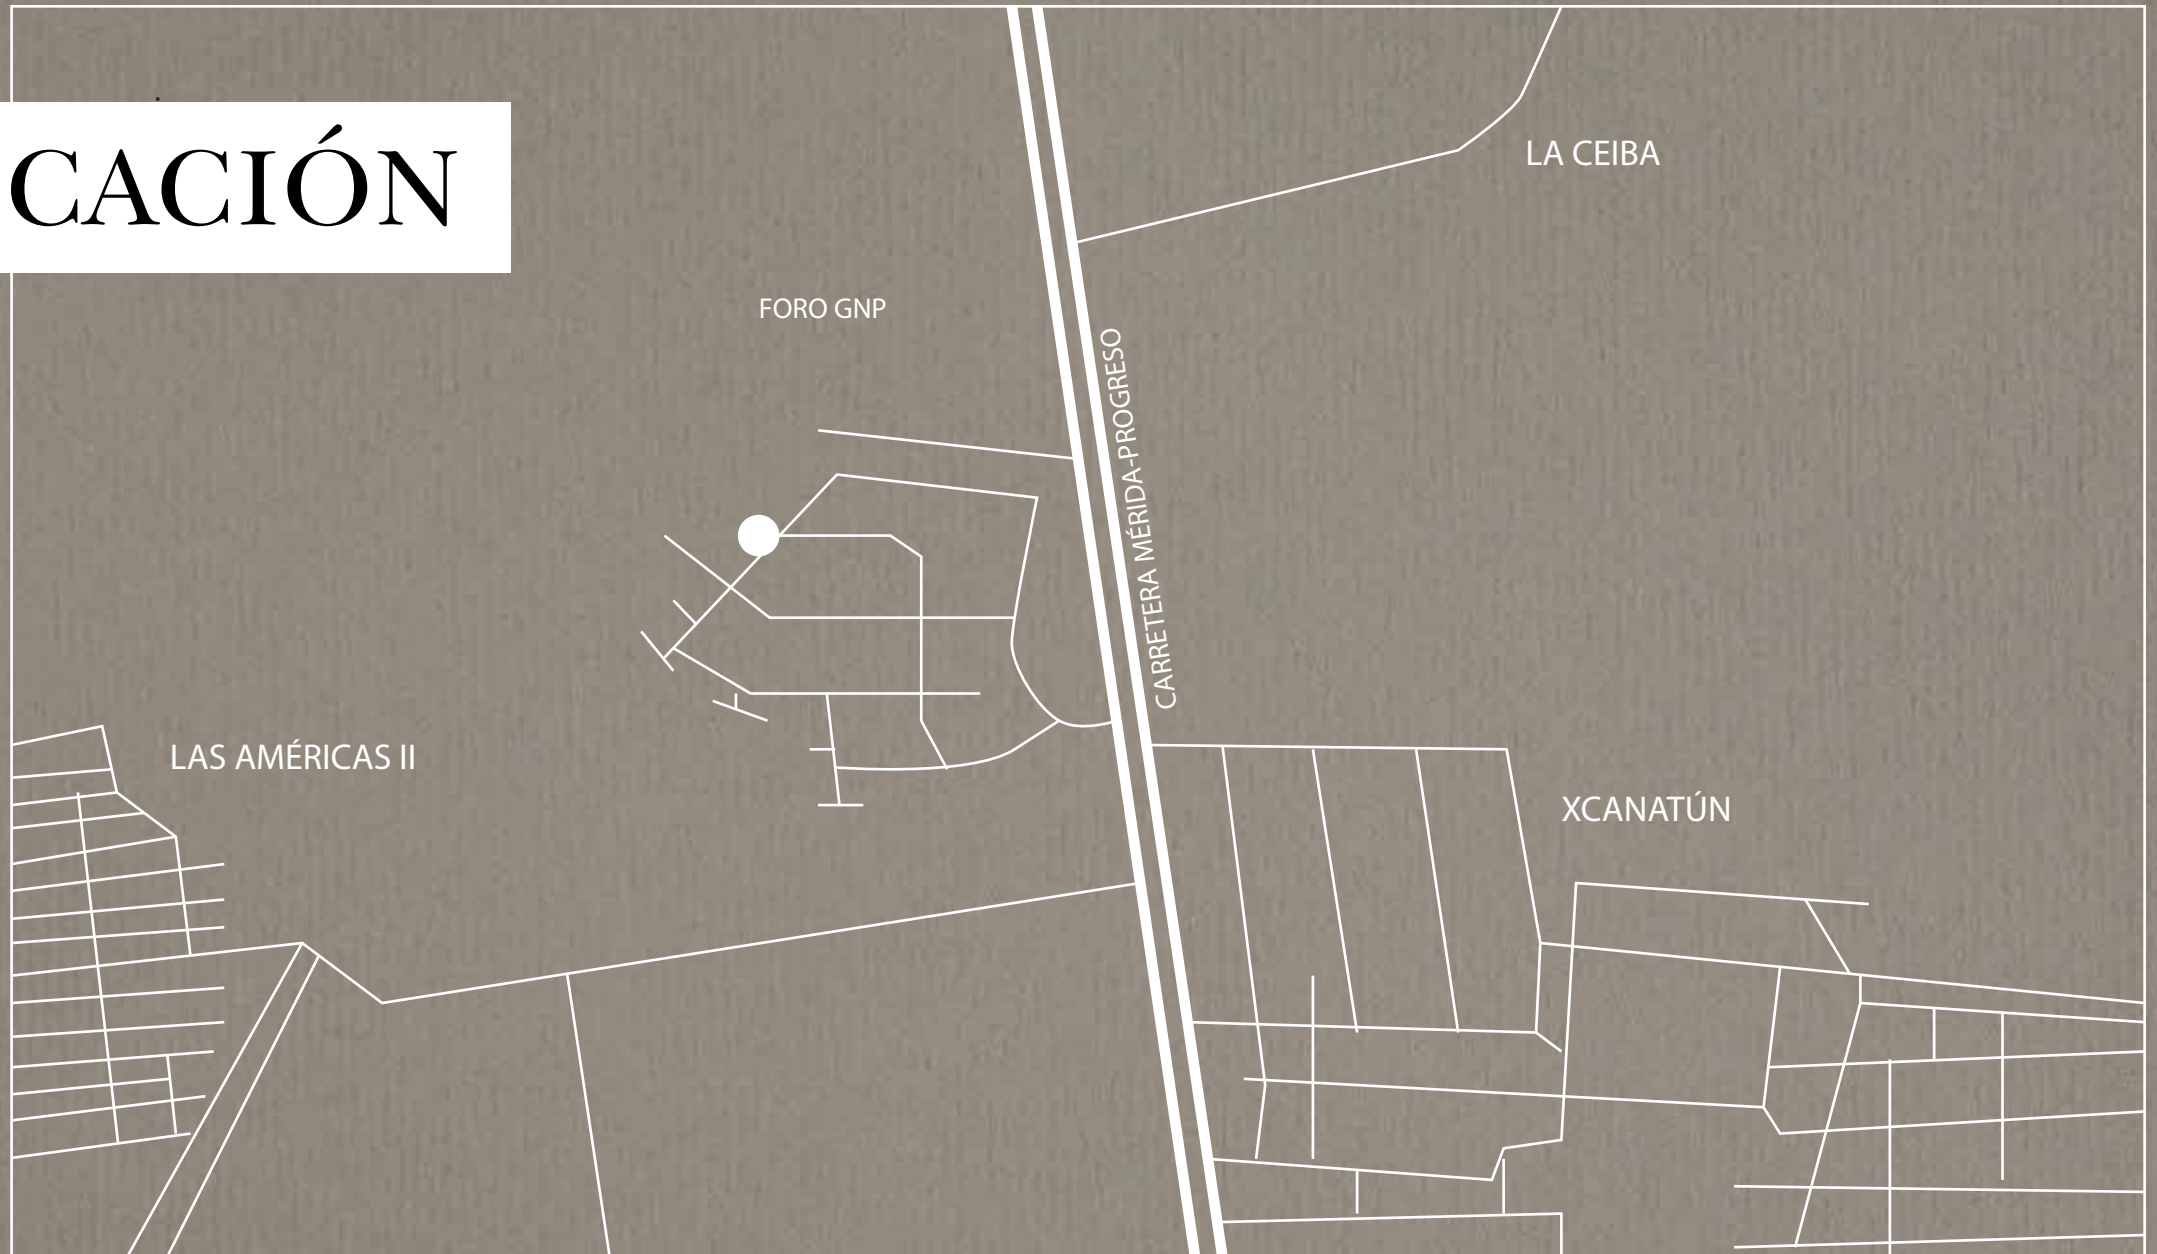 CACIÓN
LA CEIBA
FORO GNP
CARRETERA MÉRIDA-PROGRESO
LAS AMÉRICAS II
XCANATÚN